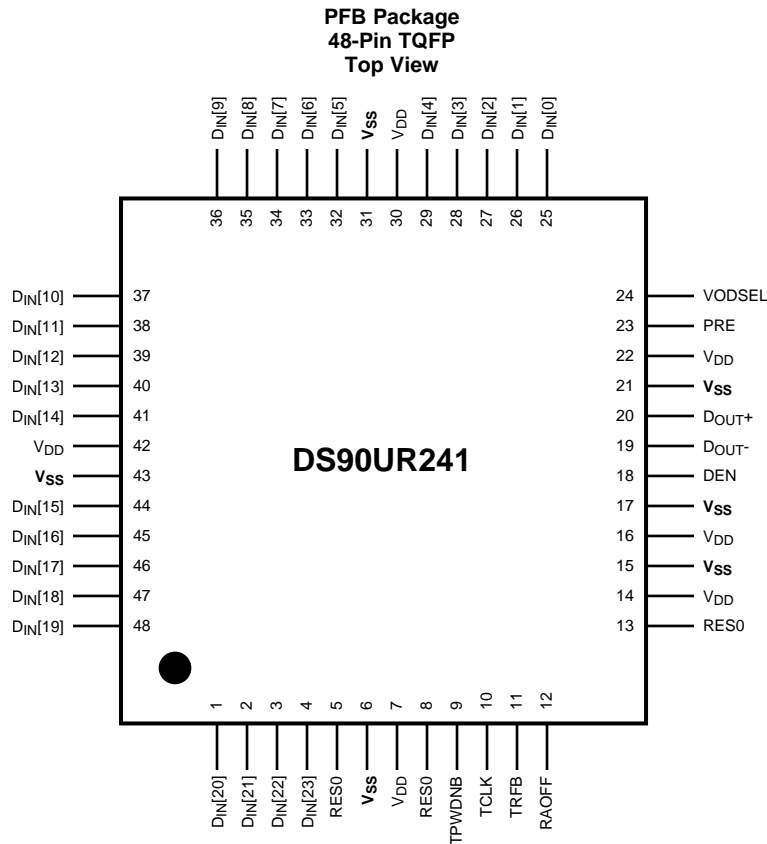 PFB Package
48-Pin TQFP
Top View
DIN[9]
DIN[8]
DIN[7]
DIN[6]
DIN[5]
VSS
VDD
DIN[4]
DIN[3]
DIN[2]
DIN[1]
DIN[0]
36
35
34
33
32
31
30
29
28
27
26
25
DIN[10] 37
DIN[11] 38
DIN[12] 39
DIN[13] 40
DIN[14] 41
VDD 42
VSS 43
DIN[15] 44
DIN[16] 45
DIN[17] 46
DIN[18] 47
DIN[19] 48
DS90UR241
24 VODSEL
23 PRE
22 VDD
21 VSS
20 DOUT+
19 DOUT-
18 DEN
17 VSS
16 VDD
15 VSS
14 VDD
13 RES0
1
2
3
4
5
6
7
8
9
10
11
12
DIN[20]
DIN[21]
DIN[22]
DIN[23]
RES0
VSS
VDD
RES0
TPWDNB
TCLK
TRFB
RAOFF